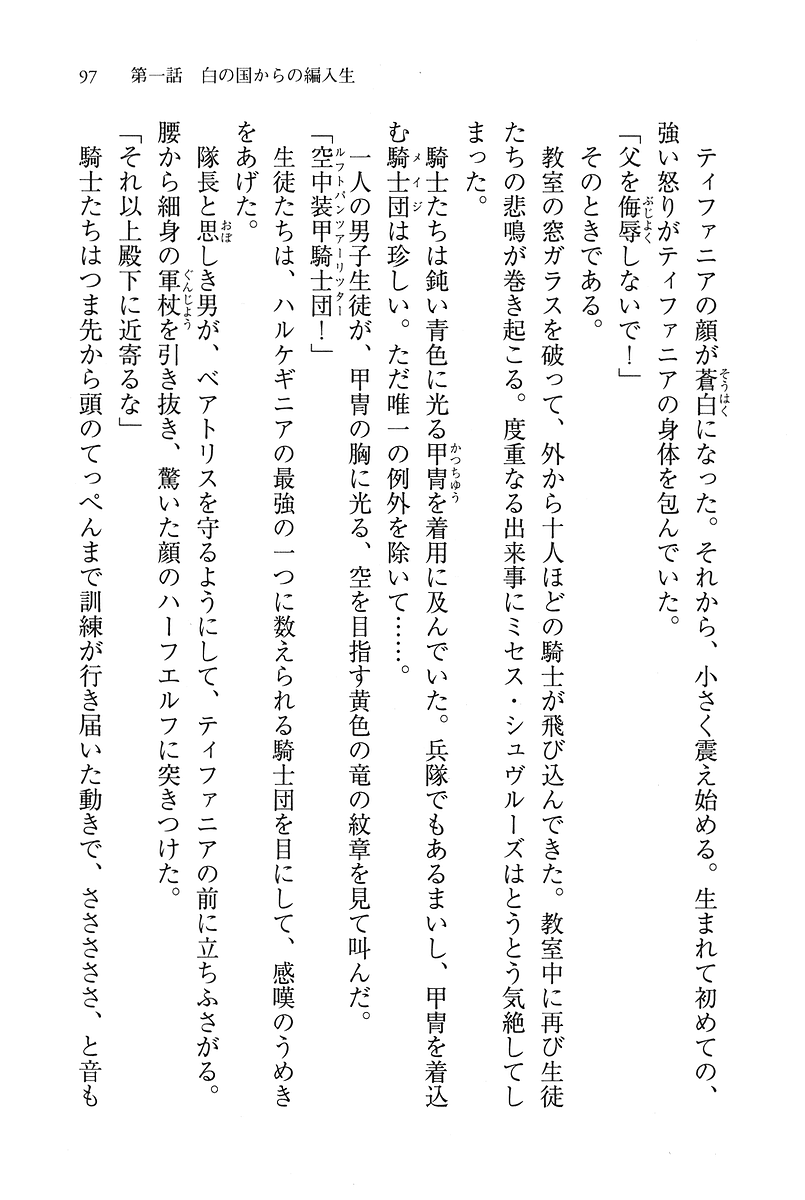 97　第一話　白の国からの編入生
　ティファニアの顔が蒼白になった。それから、小さく震え始める。生まれて初めての、
強い怒りがティファニアの身体を包んでいた。
「父を侮辱しないで！」
　そのときである。
　教室の窓ガラスを破って、外から十人ほどの騎士が飛び込んできた。教室中に再び生徒
たちの悲鳴が巻き起こる。度重なる出来事にミセス・シュヴルーズはとうとう気絶してし
まった。
　騎士たちは鈍い青色に光る甲冑を着用に及んでいた。兵隊でもあるまいし、甲冑を着込
む騎士団は珍しい。ただ唯一の例外を除いて……。
　一人の男子生徒が、甲冑の胸に光る、空を目指す黄色の竜の紋章を見て叫んだ。
「空中装甲騎士団！」
　生徒たちは、ハルケギニアの最強の一つに数えられる騎士団を目にして、感嘆のうめき
をあげた。
　隊長と思しき男が、ベアトリスを守るようにして、ティファニアの前に立ちふさがる。
腰から細身の軍杖を引き抜き、驚いた顔のハーフエルフに突きつけた。
「それ以上殿下に近寄るな」
　騎士たちはつま先から頭のてっぺんまで訓練が行き届いた動きで、ささささ、と音も